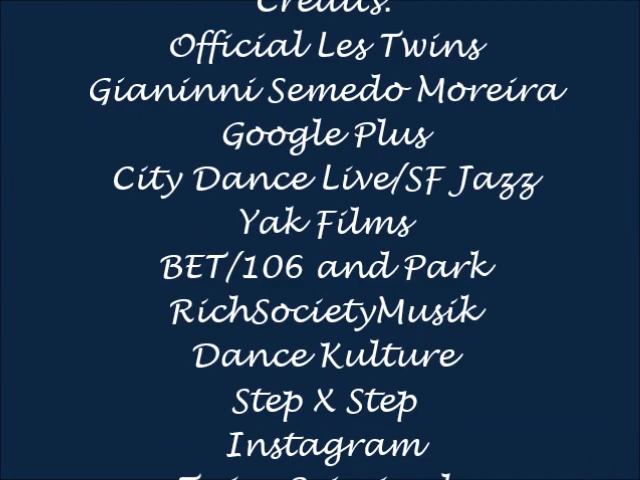 Credits:
Official Les Twins
Gianinni Semedo Moreira
Google Plus
City Dance Live/SF Jazz
Yak Films
BET/106 and Park
RichSocietyMusik
Dance Kulture
Step X Step
Instagram